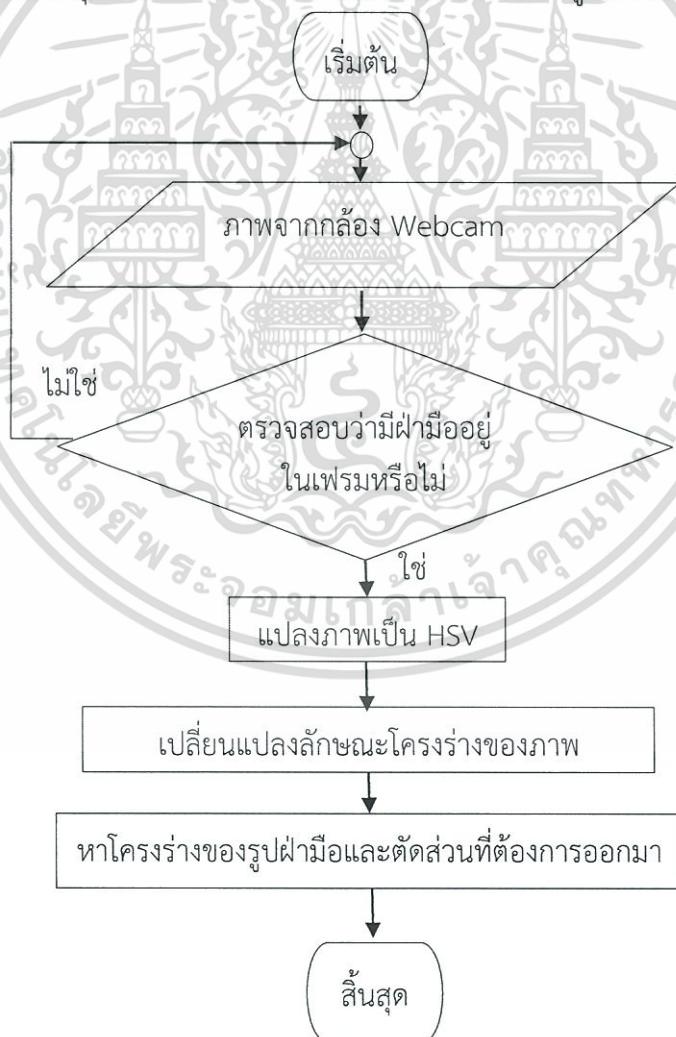 เริ่มต้น
ภาพจากกล้อง Webcam
ไม่ใช่
ตรวจสอบว่ามีฝ่ามืออยู่
ในเฟรมหรือไม่
ใช่
แปลงภาพเป็น HSV
เปลี่ยนแปลงลักษณะโครงร่างของภาพ
หาโครงร่างของรูปฝ่ามือและตัดส่วนที่ต้องการออกมา
สิ้นสุด